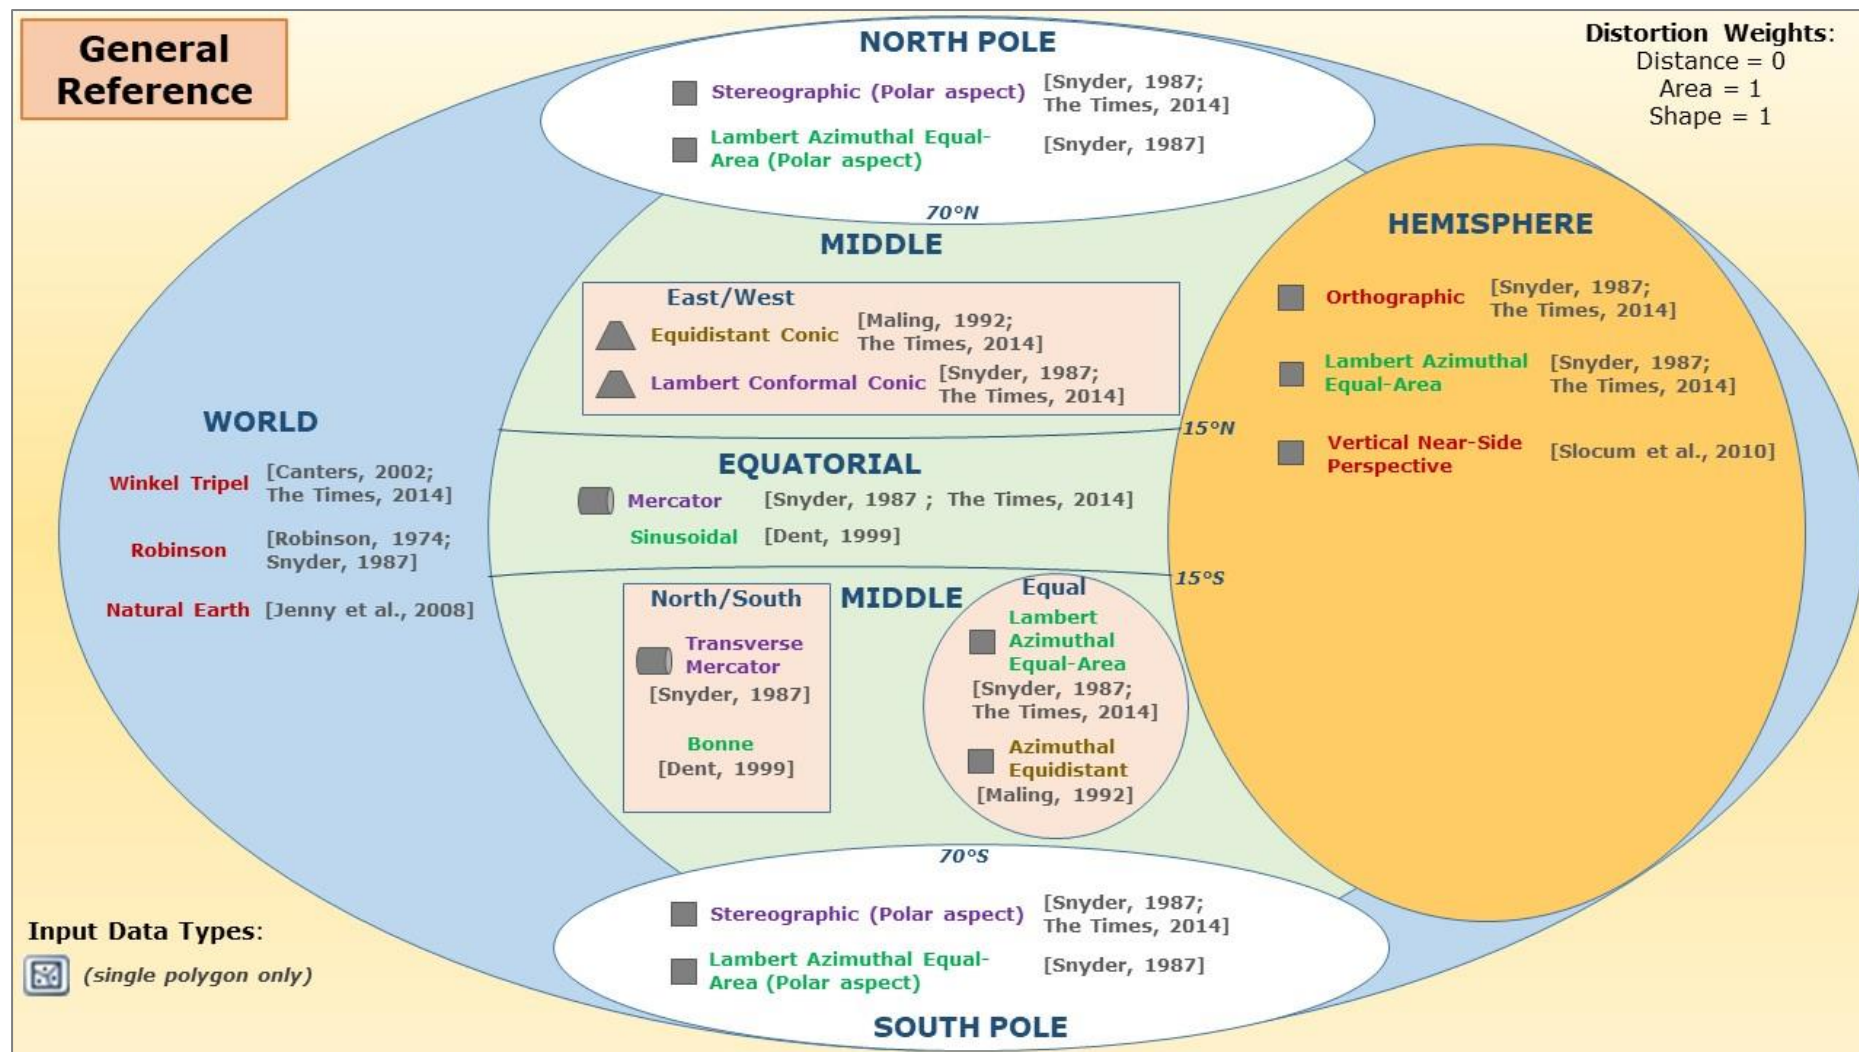 General
Reference
NORTH POLE
Stereographic (Polar aspect) [Snyder, 1987;
The Times, 2014]
Lambert Azimuthal Equal-
Area (Polar aspect) [Snyder, 1987]
70°N
Distortion Weights:
Distance = 0
Area = 1
Shape = 1
MIDDLE
East/West
Equidistant Conic [Maling, 1992;
The Times, 2014]
Lambert Conformal Conic [Snyder, 1987;
The Times, 2014]
15°N
HEMISPHERE
Orthographic [Snyder, 1987;
The Times, 2014]
Lambert Azimuthal [Snyder, 1987;
Equal-Area The Times, 2014]
Vertical Near-Side
Perspective [Slocum et al., 2010]
WORLD
Winkel Tripel [Canters, 2002;
The Times, 2014]
Robinson [Robinson, 1974;
Snyder, 1987]
Natural Earth [Jenny et al., 2008]
EQUATORIAL
Mercator [Snyder, 1987 ; The Times, 2014]
Sinusoidal [Dent, 1999]
15°S
MIDDLE
North/South
Transverse
Mercator
[Snyder, 1987]
Bonne
[Dent, 1999]
Equal
Lambert
Azimuthal
Equal-Area
[Snyder, 1987;
The Times, 2014]
Azimuthal
Equidistant
[Maling, 1992]
70°S
Stereographic (Polar aspect) [Snyder, 1987;
The Times, 2014]
Lambert Azimuthal Equal-
Area (Polar aspect) [Snyder, 1987]
SOUTH POLE
Input Data Types:
(single polygon only)